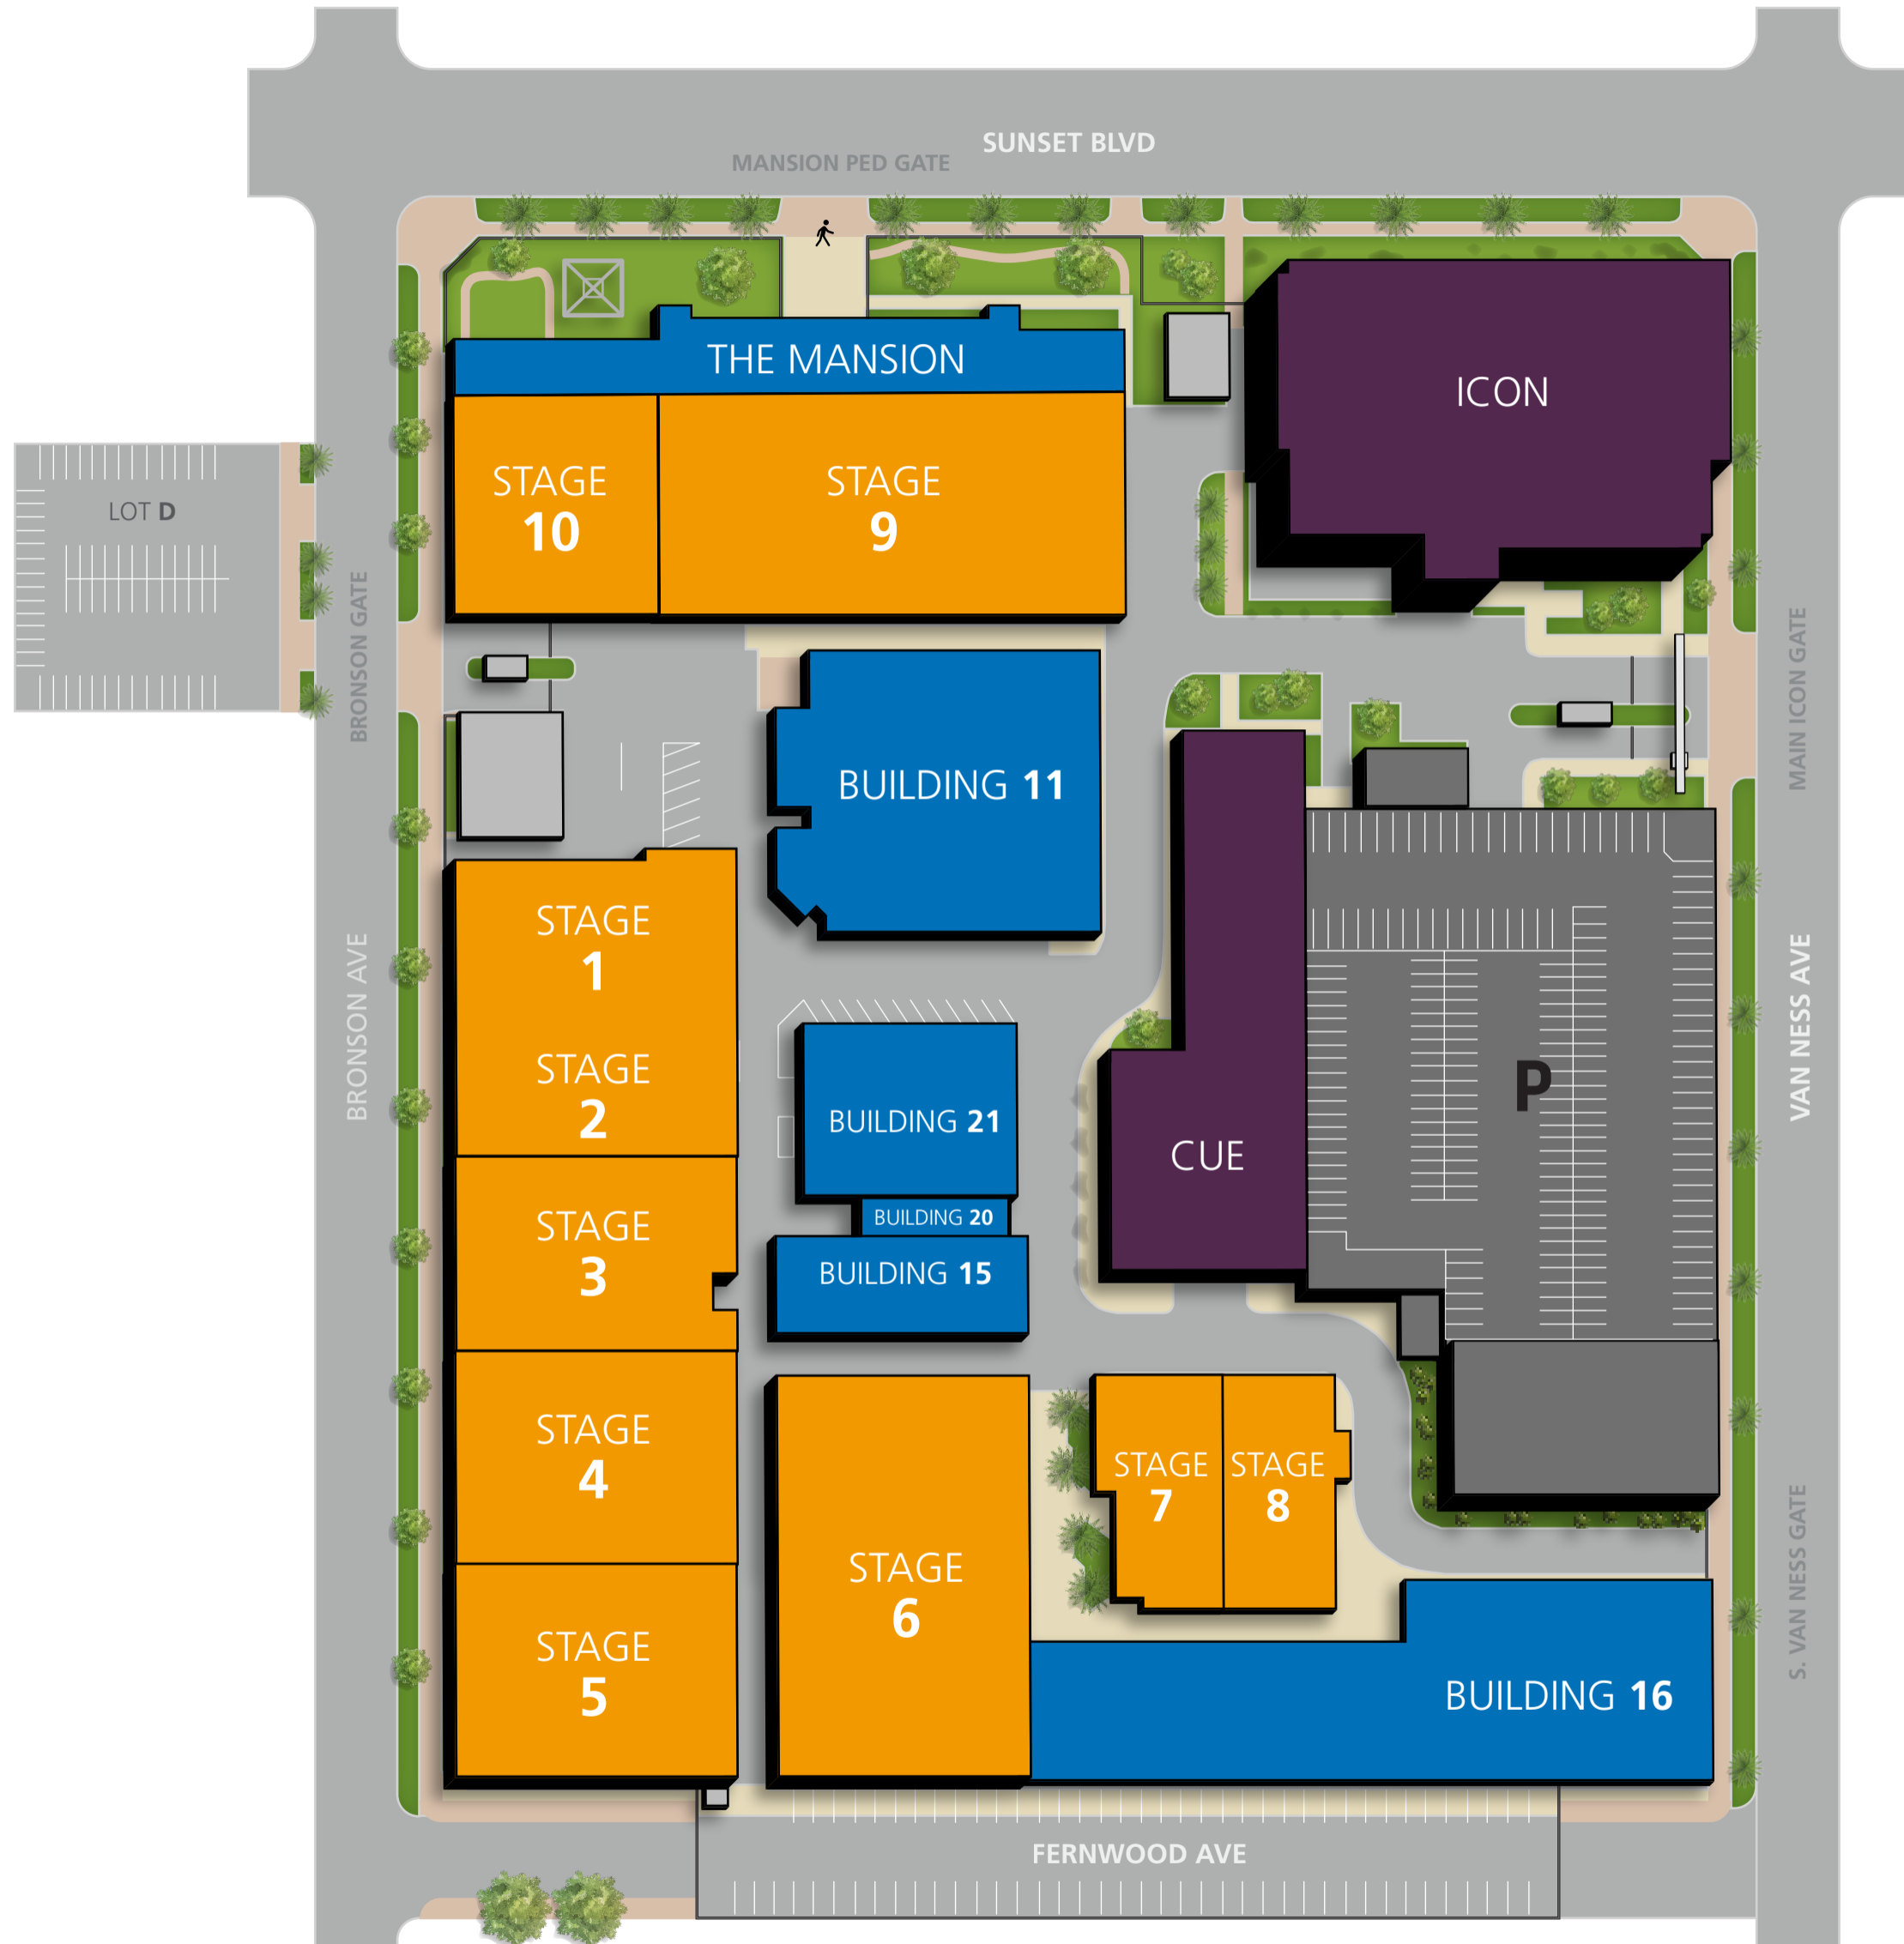 SUNSET BLVD
MANSION PED GATE
THE MANSION
ICON
STAGE
10
STAGE
9
LOT D
BRONSON GATE
MAIN ICON GATE
BUILDING 11
STAGE
1
BRONSON AVE
VAN NESS AVE
STAGE
2
P
BUILDING 21
CUE
BUILDING 20
STAGE
3
BUILDING 15
STAGE
4
STAGE
7
STAGE
8
STAGE
6
S. VAN NESS GATE
STAGE
5
BUILDING 16
FERNWOOD AVE